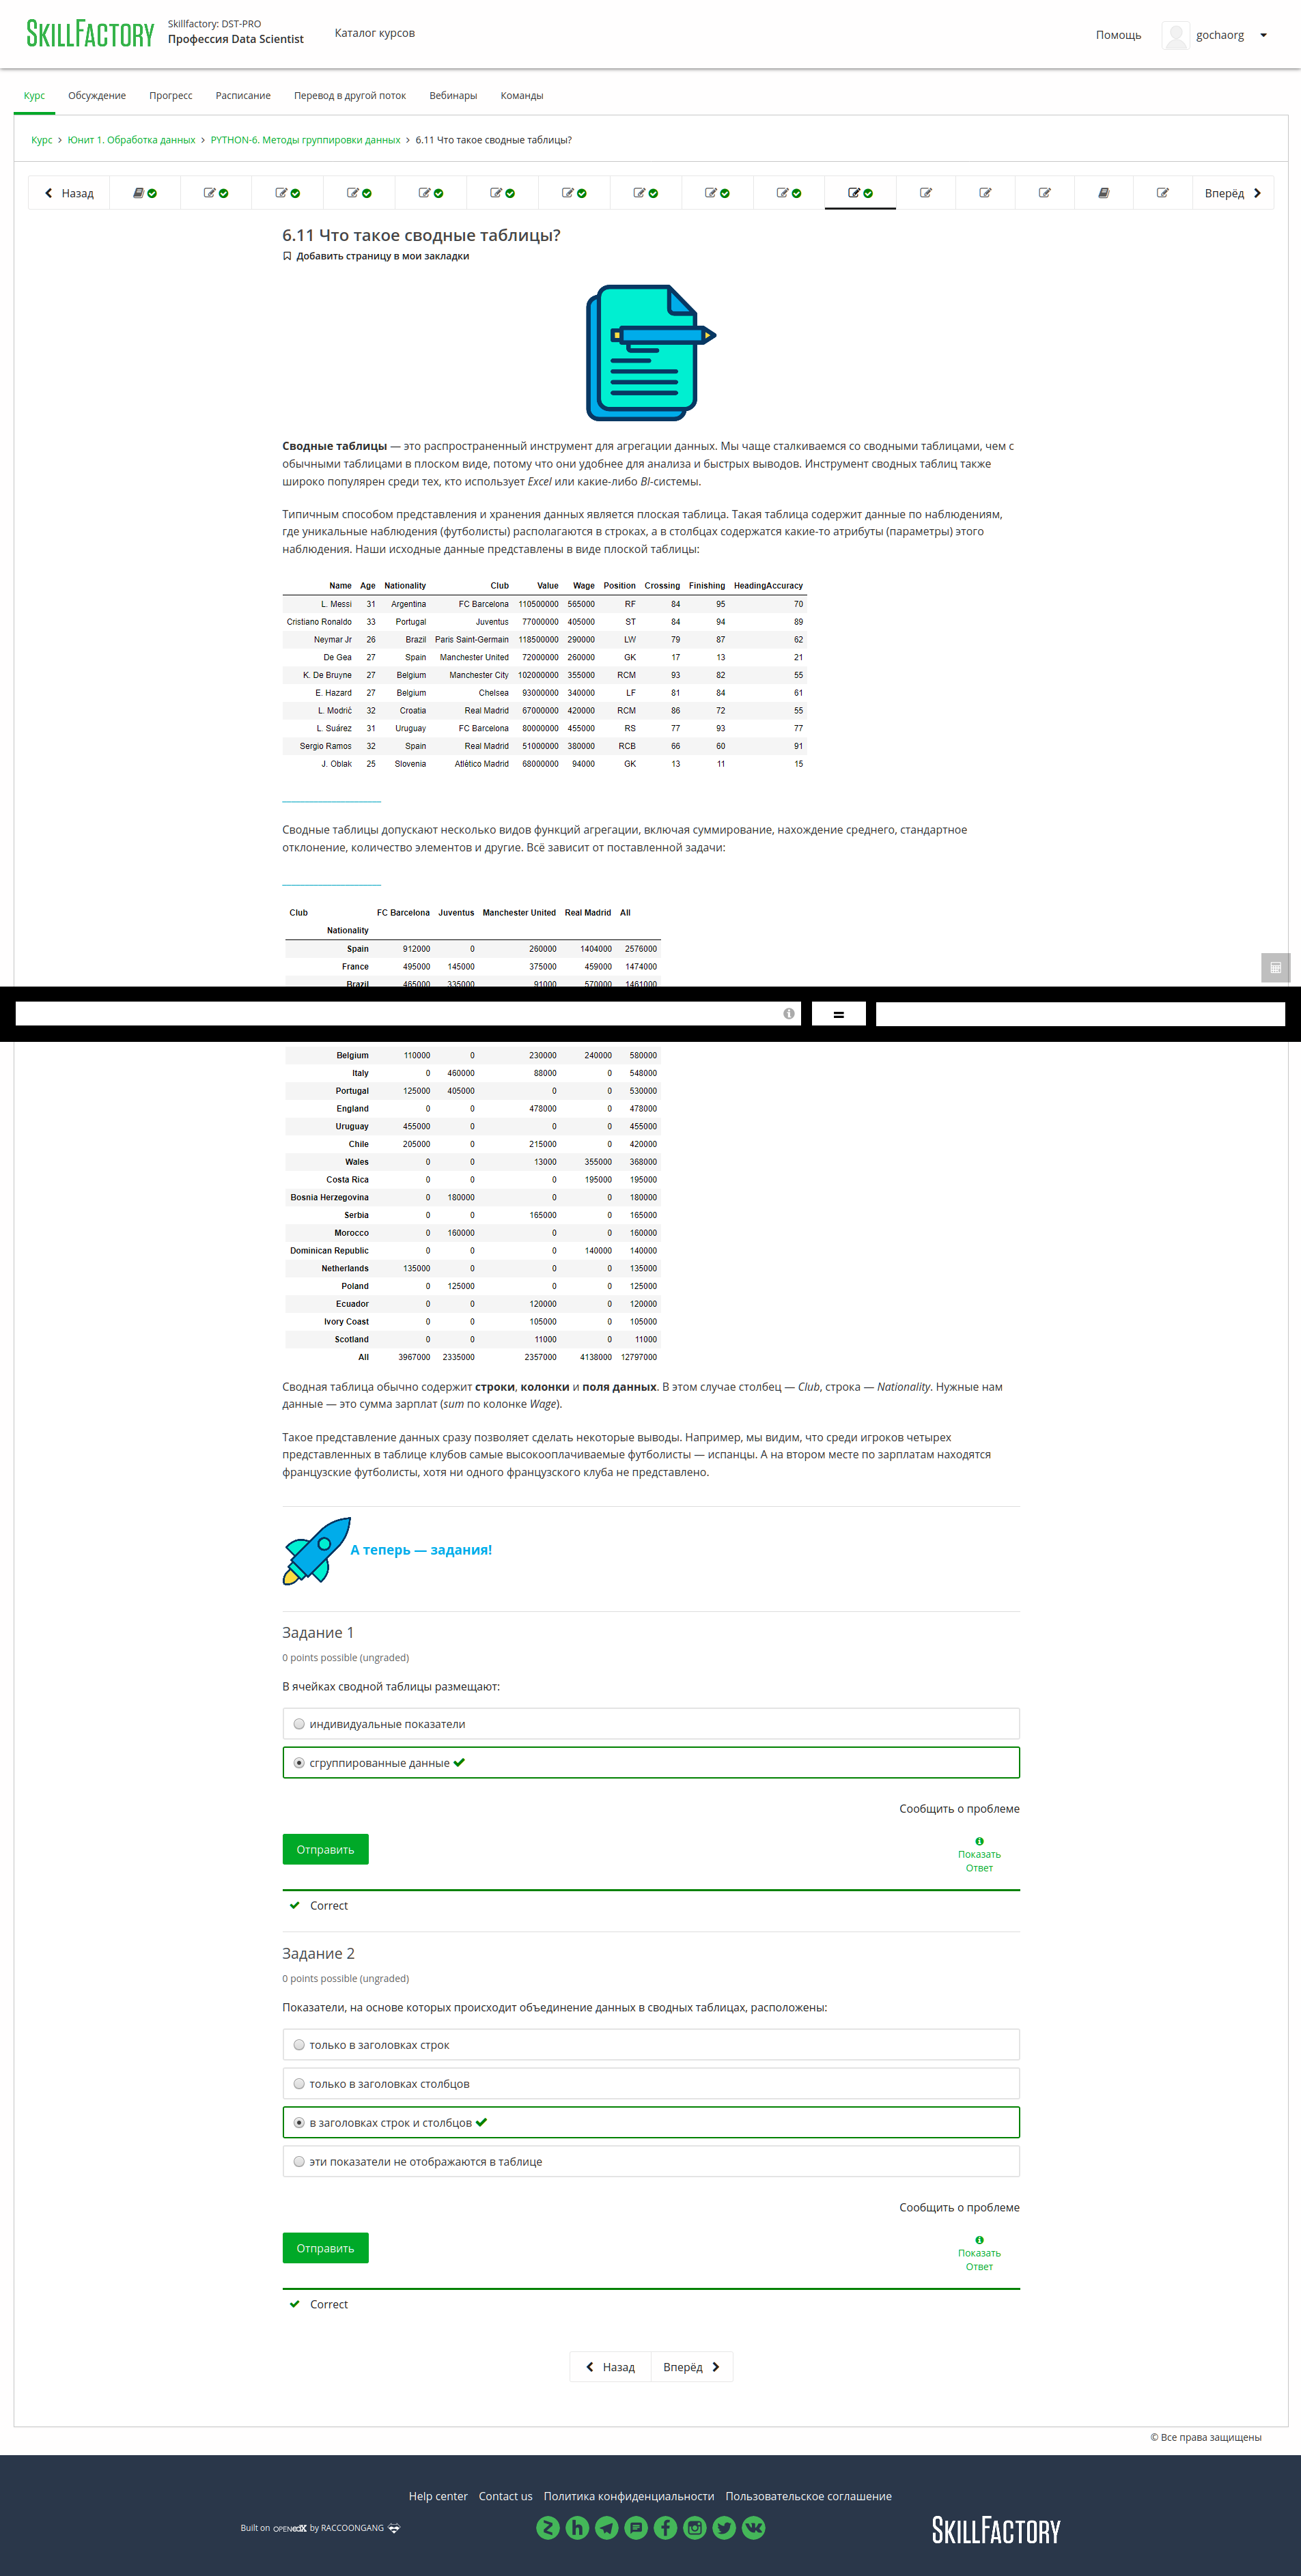 SKILLFACTORY
Skillfactory: DST-PRO
Профессия Data Scientist
Каталог курсов
Помощь
gochaorg
Курс Обсуждение Прогресс Расписание Перевод в другой поток Вебинары Команды
Курс > Юнит 1. Обработка данных > PYTHON-6. Методы группировки данных > 6.11 Что такое сводные таблицы?
Назад
Вперёд
6.11 Что такое сводные таблицы?
Добавить страницу в мои закладки
Сводные таблицы — это распространенный инструмент для агрегации данных. Мы чаще сталкиваемся со сводными таблицами, чем с
обычными таблицами в плоском виде, потому что они удобнее для анализа и быстрых выводов. Инструмент сводных таблиц также
широко популярен среди тех, кто использует Excel или какие-либо BI-системы.
Типичным способом представления и хранения данных является плоская таблица. Такая таблица содержит данные по наблюдениям,
где уникальные наблюдения (футболисты) располагаются в строках, а в столбцах содержатся какие-то атрибуты (параметры) этого
наблюдения. Наши исходные данные представлены в виде плоской таблицы:
Name Age Nationality Club Value Wage Position Crossing Finishing HeadingAccuracy
L. Messi 31 Argentina FC Barcelona 110500000 565000 RF 84 95 70
Cristiano Ronaldo 33 Portugal Juventus 77000000 405000 ST 84 94 89
Neymar Jr 26 Brazil Paris Saint-Germain 118500000 290000 LW 79 87 62
De Gea 27 Spain Manchester United 72000000 260000 GK 17 13 21
K. De Bruyne 27 Belgium Manchester City 102000000 355000 RCM 93 82 55
E. Hazard 27 Belgium Chelsea 93000000 340000 LF 81 84 61
L. Modrić 32 Croatia Real Madrid 67000000 420000 RCM 86 72 55
L. Suárez 31 Uruguay FC Barcelona 80000000 455000 RS 77 93 77
Sergio Ramos 32 Spain Real Madrid 51000000 380000 RCB 66 60 91
J. Oblak 25 Slovenia Atlético Madrid 68000000 94000 GK 13 11 15
Сводные таблицы допускают несколько видов функций агрегации, включая суммирование, нахождение среднего, стандартное
отклонение, количество элементов и другие. Всё зависит от поставленной задачи:
Club FC Barcelona Juventus Manchester United Real Madrid All
Nationality
Spain 912000 0 260000 1404000 2576000
France 495000 145000 375000 459000 1474000
Brazil 465000 335000 91000 570000 1461000
=
Belgium 110000 0 230000 240000 580000
Italy 0 460000 88000 0 548000
Portugal 125000 405000 0 0 530000
England 0 0 478000 0 478000
Uruguay 455000 0 0 0 455000
Chile 205000 0 215000 0 420000
Wales 0 0 13000 355000 368000
Costa Rica 0 0 0 195000 195000
Bosnia Herzegovina 0 180000 0 0 180000
Serbia 0 0 165000 0 165000
Morocco 0 160000 0 0 160000
Dominican Republic 0 0 0 140000 140000
Netherlands 135000 0 0 0 135000
Poland 0 125000 0 0 125000
Ecuador 0 0 120000 0 120000
Ivory Coast 0 0 105000 0 105000
Scotland 0 0 11000 0 11000
All 3967000 2335000 2357000 4138000 12797000
Сводная таблица обычно содержит строки, колонки и поля данных. В этом случае столбец — Club, строка — Nationality. Нужные нам
данные — это сумма зарплат (sum по колонке Wage).
Такое представление данных сразу позволяет сделать некоторые выводы. Например, мы видим, что среди игроков четырех
представленных в таблице клубов самые высокооплачиваемые футболисты — испанцы. А на втором месте по зарплатам находятся
французские футболисты, хотя ни одного французского клуба не представлено.
А теперь — задания!
Задание 1
0 points possible (ungraded)
В ячейках сводной таблицы размещают:
индивидуальные показатели
сгруппированные данные
Сообщить о проблеме
Отправить
Показать
Ответ
Correct
Задание 2
0 points possible (ungraded)
Показатели, на основе которых происходит объединение данных в сводных таблицах, расположены:
только в заголовках строк
только в заголовках столбцов
в заголовках строк и столбцов
эти показатели не отображаются в таблице
Сообщить о проблеме
Отправить
Показать
Ответ
Correct
Назад Вперёд
© Все права защищены
Help center Contact us Политика конфиденциальности Пользовательское соглашение
Built on OPENedX by RACCOONGANG
SKILLFACTORY